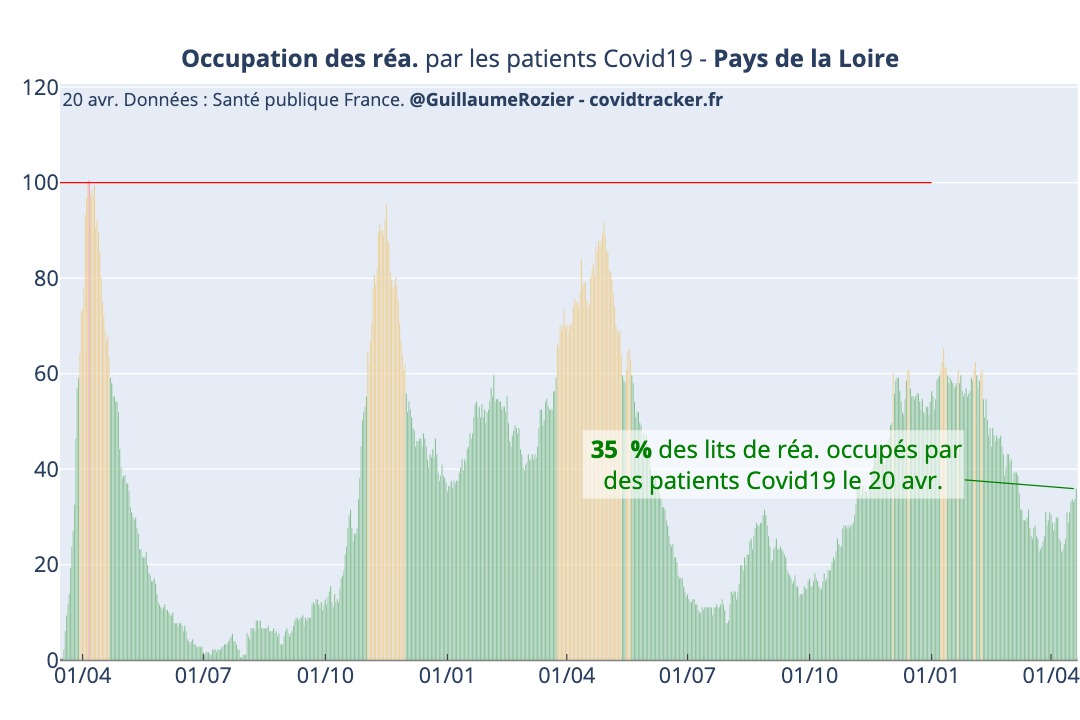 Occupation des réa. par les patients Covid19 - Pays de la Loire
120
20 avr. Données : Santé publique France. @GuillaumeRozier - covidtracker.fr
100
80
60
40
20
0
35 % des lits de réa. occupés par
des patients Covid19 le 20 avr.
01/04 01/07 01/10 01/01 01/04 01/07 01/10 01/01 01/04